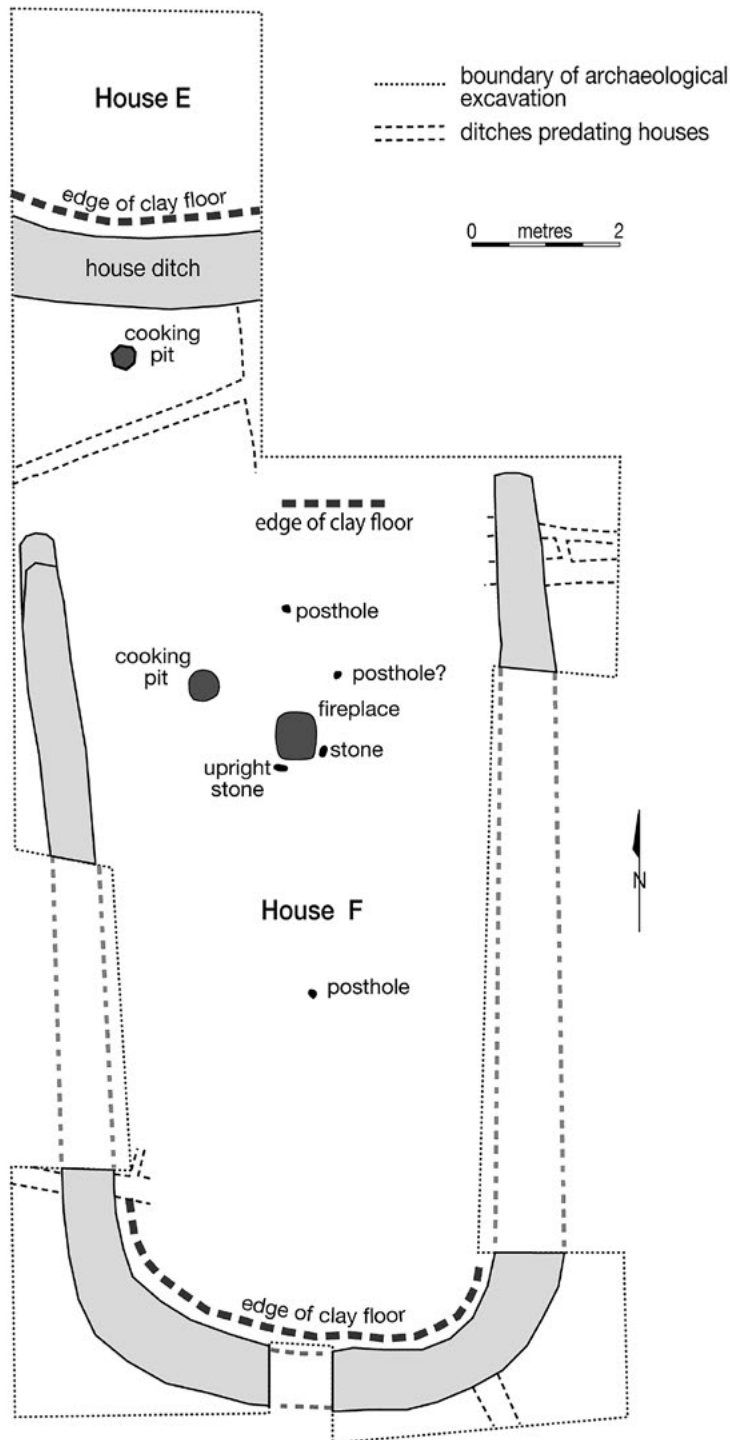 House E
boundary of archaeological
excavation
ditches predating houses
edge of clay floor
0 metres 2
house ditch
cooking
pit
edge of clay floor
posthole
cooking
pit
posthole?
fireplace
stone
upright
stone
N
House F
posthole
edge of clay floor